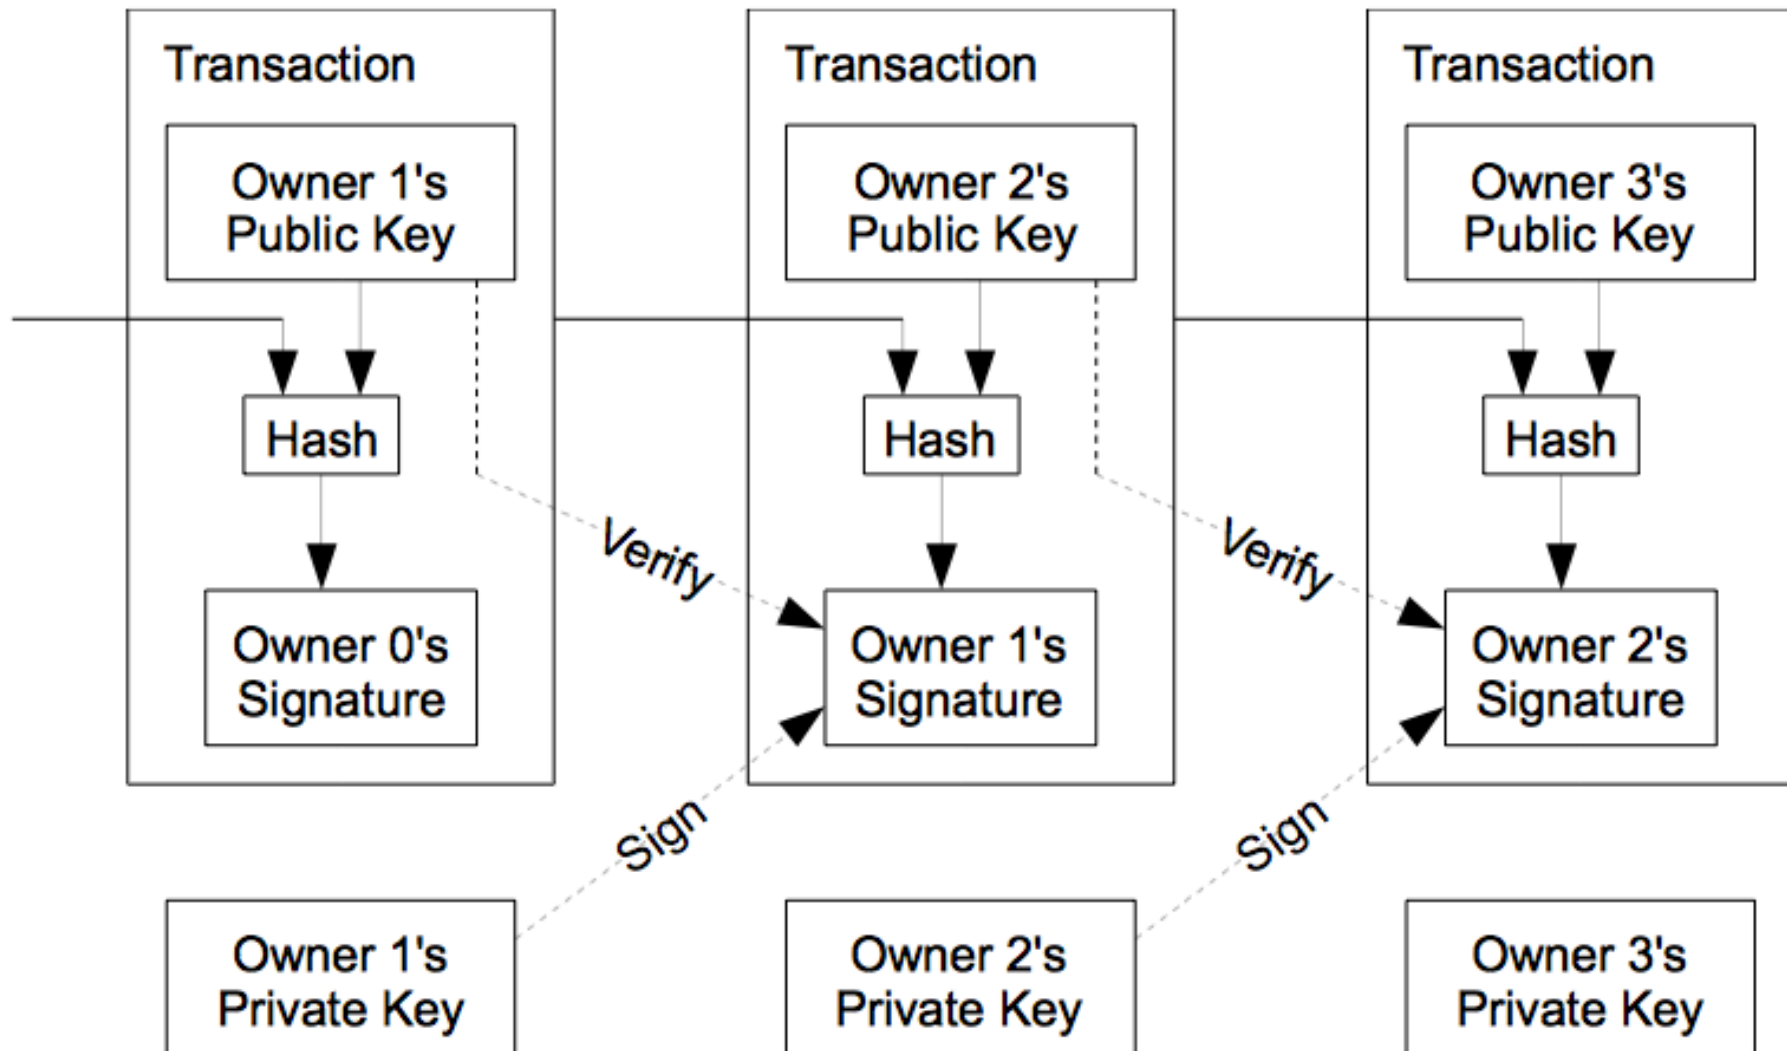 Transaction
Owner 1's
Public Key
Hash
Owner 0's
Signature
Transaction
Owner 2's
Public Key
Hash
Owner 1's
Signature
Transaction
Owner 3's
Public Key
Hash
Owner 2's
Signature
Verify
Verify
Sign
Sign
Owner 1's
Private Key
Owner 2's
Private Key
Owner 3's
Private Key